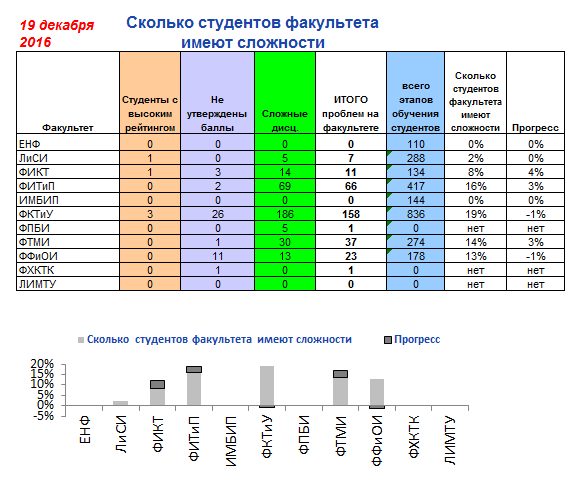 19 декабря 2016
Сколько студентов факультета имеют сложности
Факультет Студенты с высоким рейтингом Не утверждены баллы Сложные дисц. ИТОГО проблем на факультете всего этапов обучения студентов Сколько студентов факультета имеют сложности Прогресс
ЕНФ 0 0 0 0 110 0% 0%
ЛиСИ 1 0 5 7 288 2% 0%
ФИКТ 1 3 14 11 134 8% 4%
ФИТиП 0 2 69 66 417 16% 3%
ИМБИП 0 0 0 0 144 0% 0%
ФКТиУ 3 26 186 158 836 19% -1%
ФПБИ 0 0 5 1 0 нет нет
ФТМИ 0 1 30 37 274 14% 3%
ФФиОИ 0 11 13 23 178 13% -1%
ФХКТК 0 1 0 1 0 нет нет
ЛИМТУ 0 0 0 0 0 нет нет
Сколько студентов факультета имеют сложности Прогресс
20%
15%
10%
5%
0%
-5%
ЕНФ ЛиСИ ФИКТ ФИТиП ИМБИП ФКТиУ ФПБИ ФТМИ ФФиОИ ФХКТК ЛИМТУ